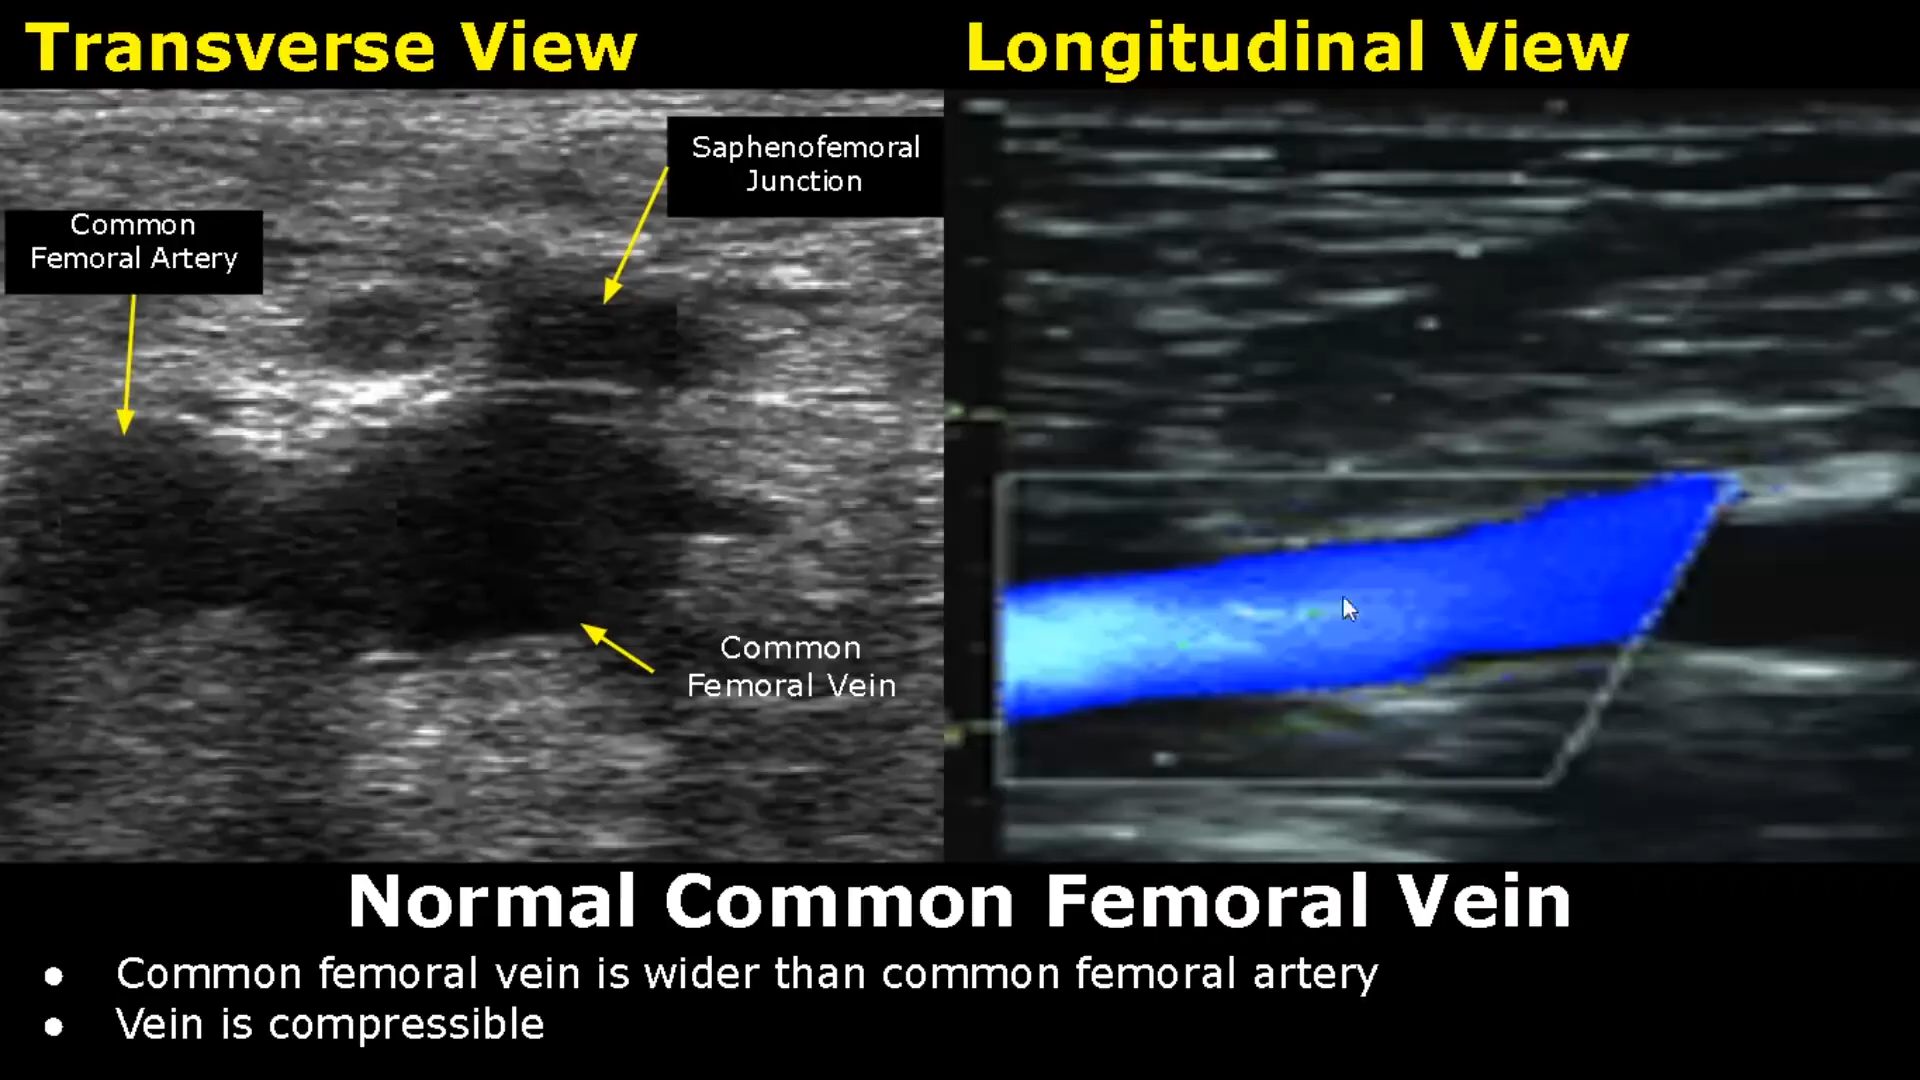 Transverse View
Longitudinal View
Saphenofemoral
Junction
Common
Femoral Artery
Common
Femoral Vein
Normal Common Femoral Vein
● Common femoral vein is wider than common femoral artery
● Vein is compressible